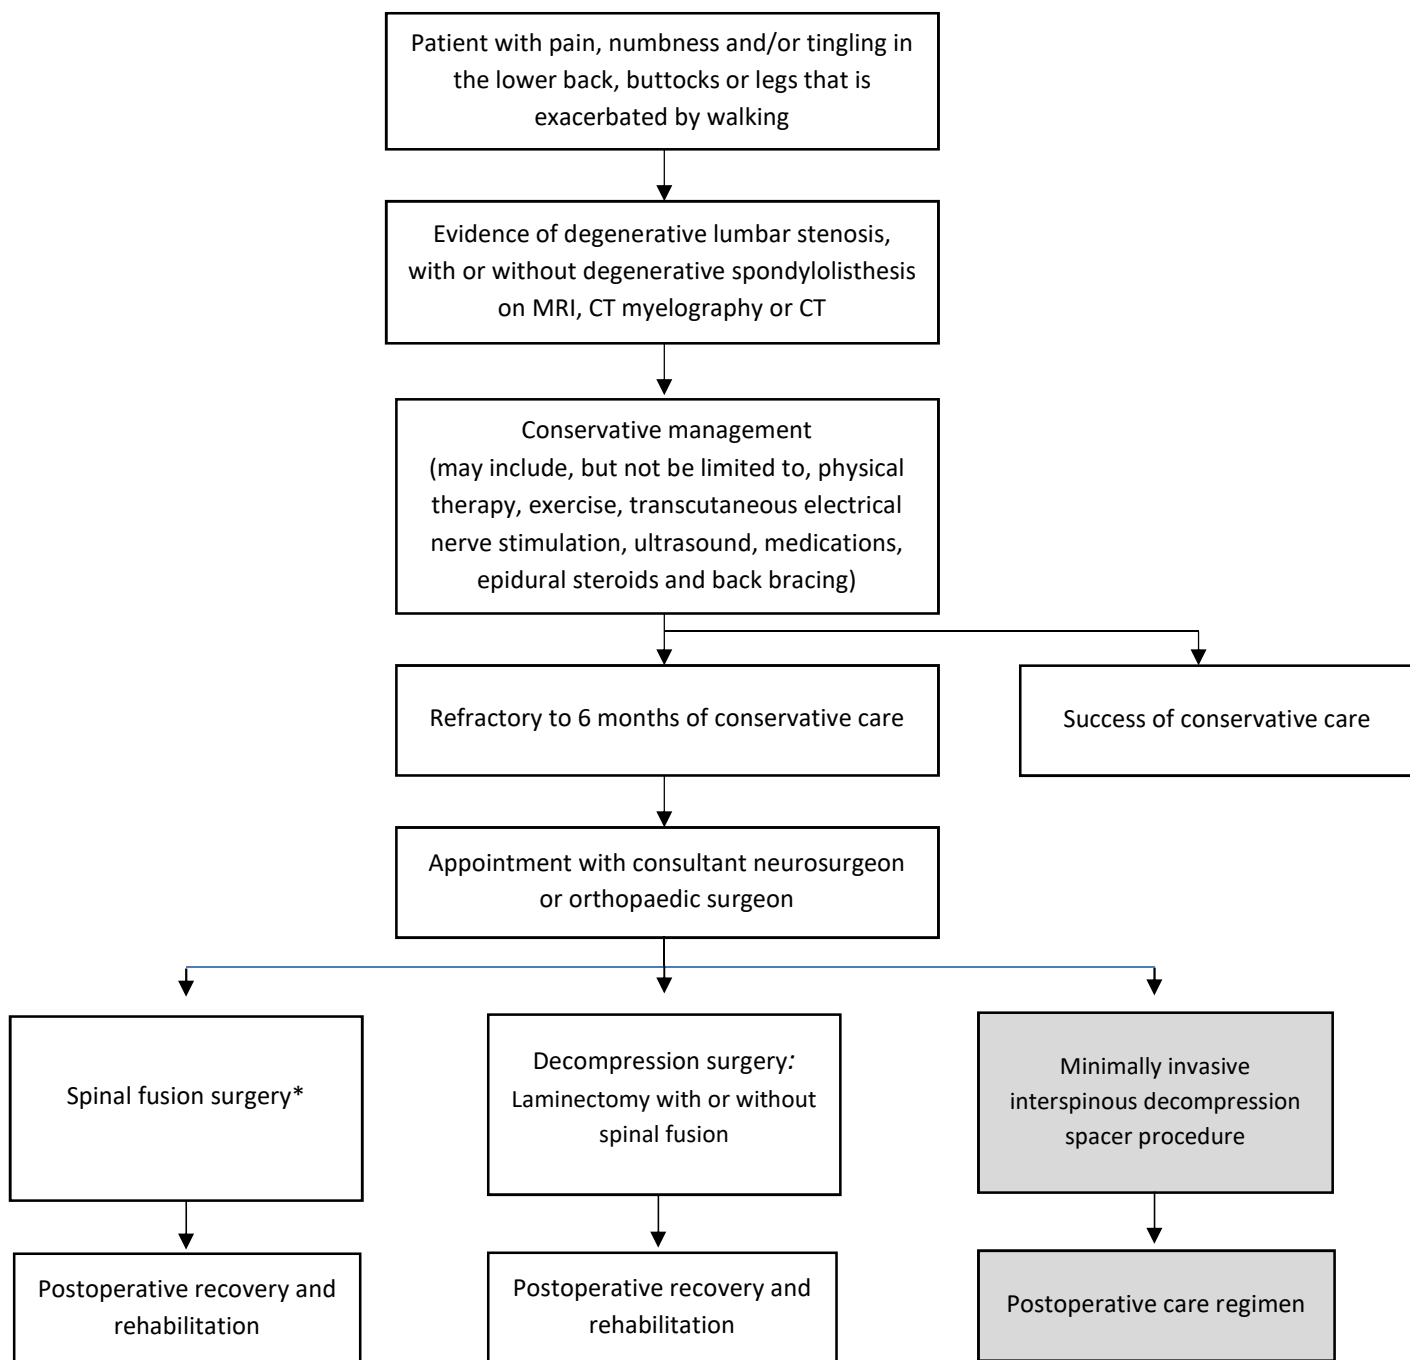 Patient with pain, numbness and/or tingling in
the lower back, buttocks or legs that is
exacerbated by walking
Evidence of degenerative lumbar stenosis,
with or without degenerative spondylolisthesis
on MRI, CT myelography or CT
Conservative management
(may include, but not be limited to, physical
therapy, exercise, transcutaneous electrical
nerve stimulation, ultrasound, medications,
epidural steroids and back bracing)
Refractory to 6 months of conservative care
Success of conservative care
Appointment with consultant neurosurgeon
or orthopaedic surgeon
Spinal fusion surgery*
Decompression surgery:
Laminectomy with or without
spinal fusion
Minimally invasive
interspinous decompression
spacer procedure
Postoperative recovery and
rehabilitation
Postoperative recovery and
rehabilitation
Postoperative care regimen